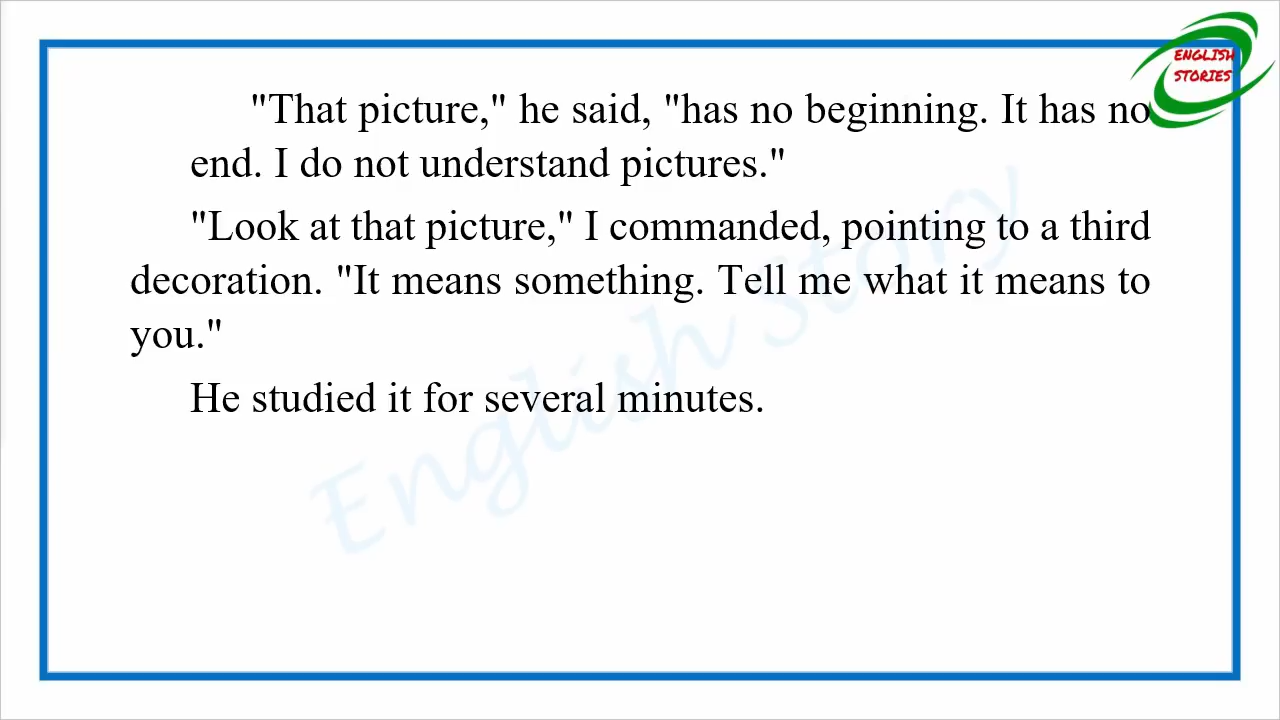 ENGLISH
STORIES
"That picture," he said, "has no beginning. It has no
end. I do not understand pictures."
"Look at that picture," I commanded, pointing to a third
decoration. "It means something. Tell me what it means to
you."
He studied it for several minutes.
English Story